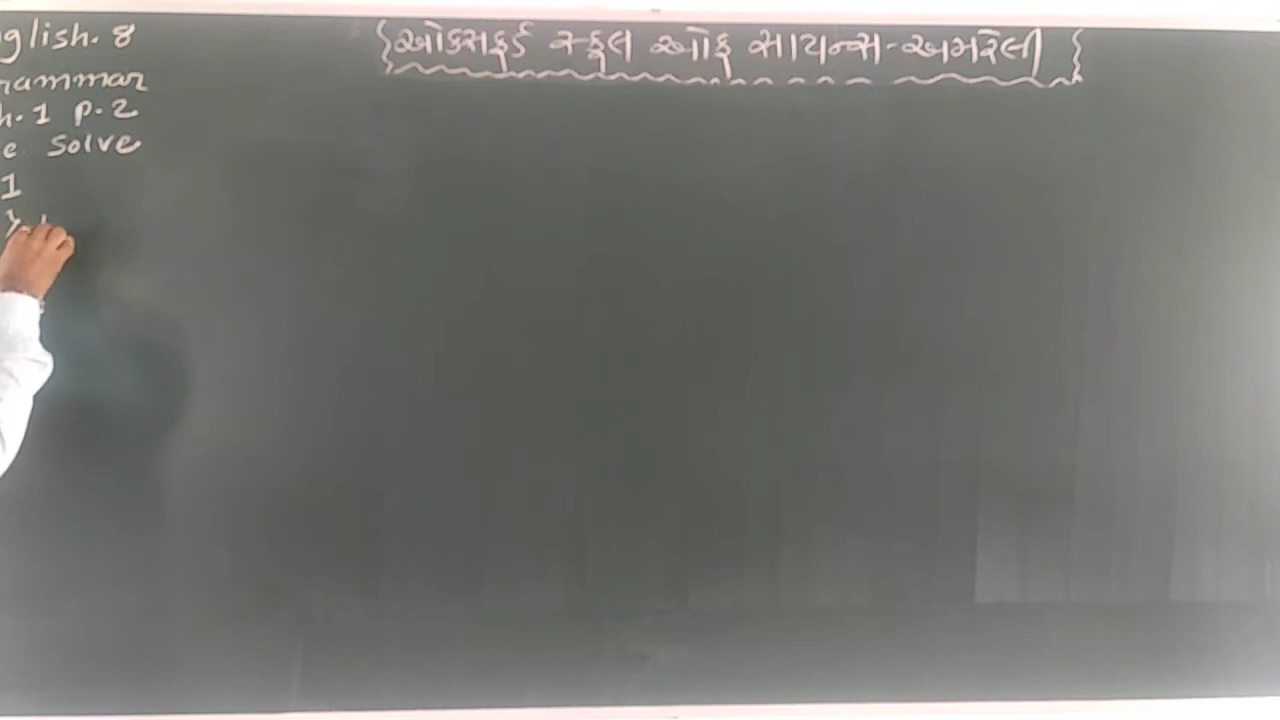 {ઓક્સફર્ડ સ્કૂલ ઓફ સાયન્સ-અમરેલી }
glish. 8
rammar
h. 1 P. 2
e Solve
1